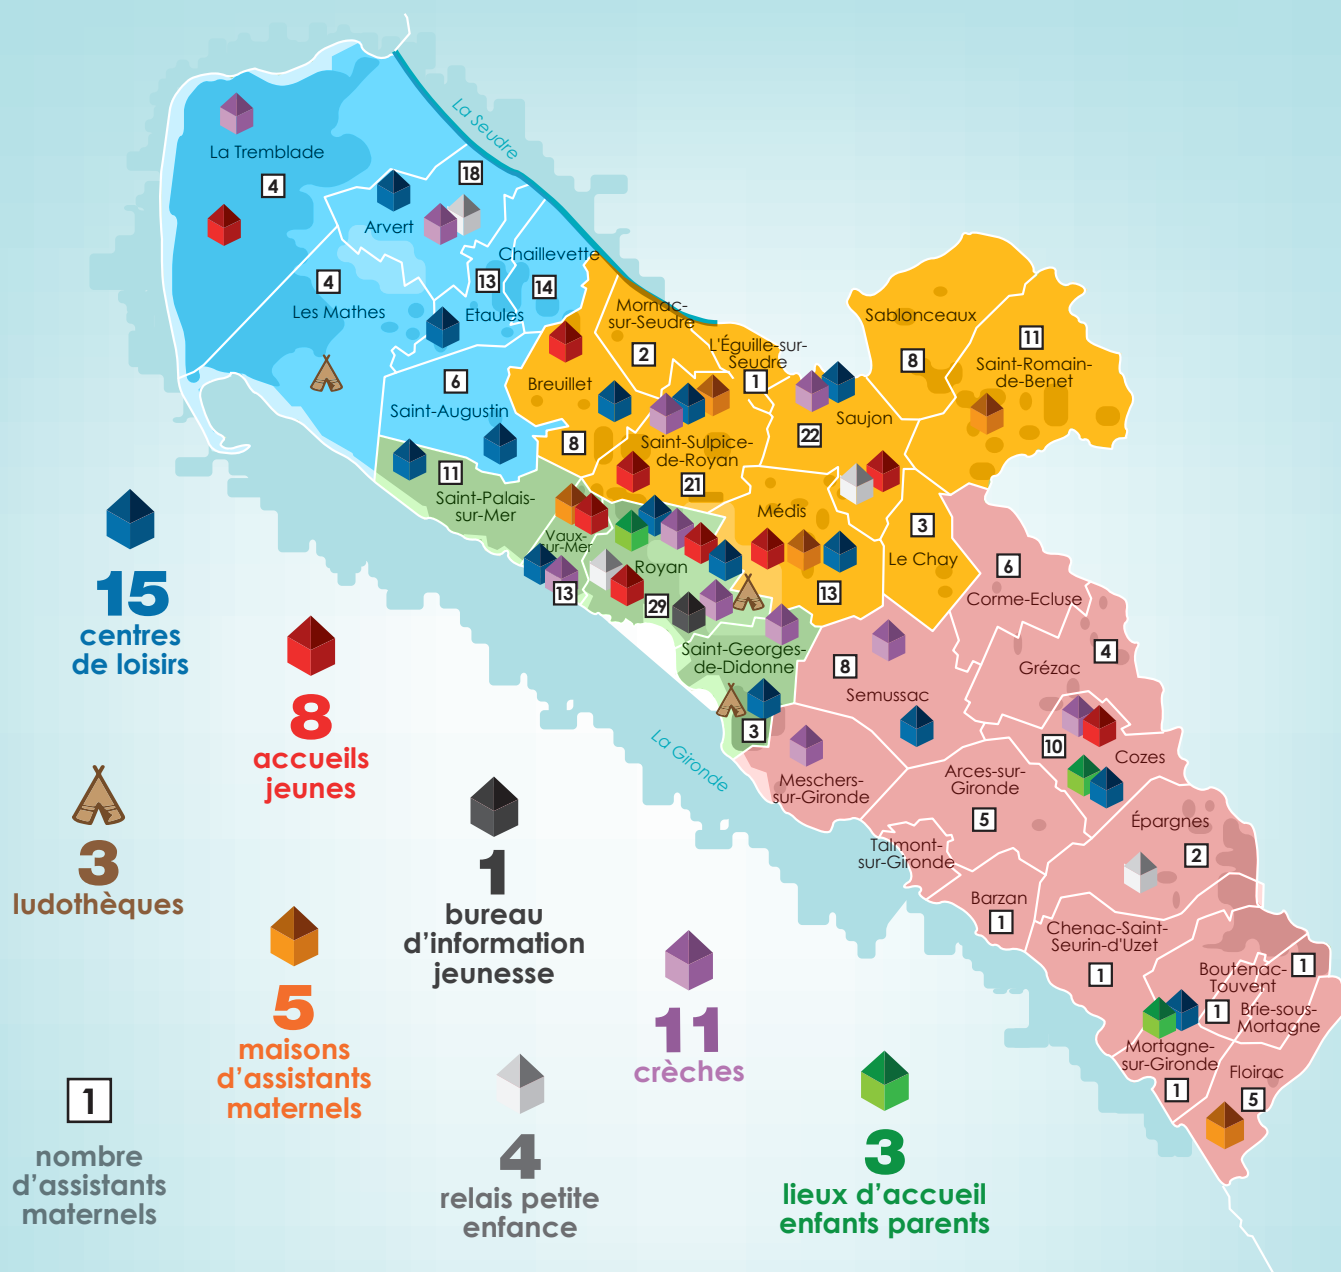 La Seudre
La Tremblade
4
18
Arvert
Chaillevette
4
13
14
Les Mathes
Etaules
6
Saint-Augustin
11
Saint-Palais-
sur-Mer
Mornac-
sur-Seudre
2
L'Éguille-sur-
Seudre
1
Breuillet
8
Saint-Sulpice-
de-Royan
21
Saujon
22
Sablonceaux
8
11
Saint-Romain-
de-Benet
Médis
13
3
Le Chay
Vaux-
sur-Mer
13
Royan
29
Saint-Georges-
de-Didonne
3
La Gironde
6
Corme-Ecluse
4
Grézac
8
Semussac
10
Cozes
Meschers-
sur-Gironde
Arces-sur-
Gironde
5
Épargnes
2
Talmont-
sur-Gironde
Barzan
1
Chenac-Saint-
Seurin-d'Uzet
1
Boutenac-
Touvent
1
1
Brie-sous-
Mortagne
Mortagne-
sur-Gironde
1
Floirac
5
15
centres
de loisirs
8
accueils
jeunes
3
ludothèques
1
bureau
d'information
jeunesse
5
maisons
d'assistants
maternels
11
crèches
1
nombre
d'assistants
maternels
4
relais petite
enfance
3
lieux d'accueil
enfants parents